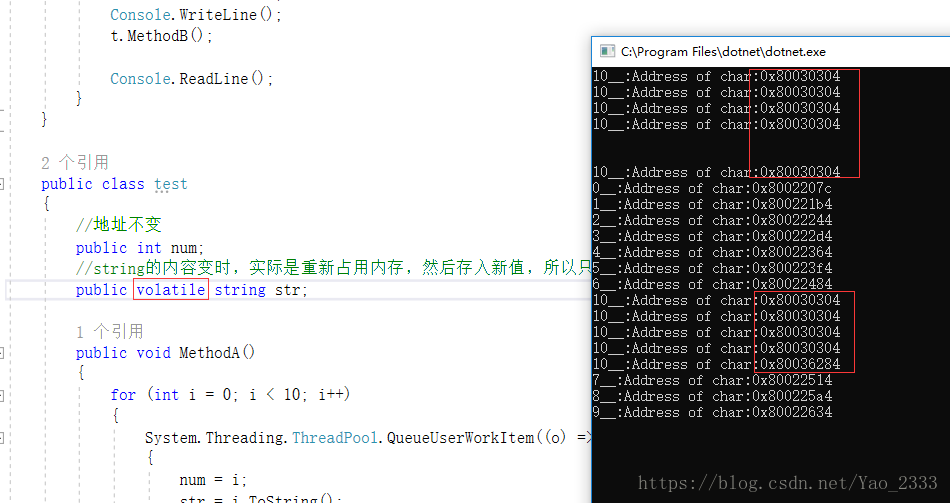 Console.WriteLine();
t.MethodB();
Console.ReadLine();
}
}
2 个引用
public class test
{
//地址不变
public int num;
//string的内容变时，实际是重新占用内存，然后存入新值，所以只
public volatile string str;
1 个引用
public void MethodA()
{
for (int i = 0; i < 10; i++)
{
System.Threading.ThreadPool.QueueUserWorkItem((o) =>
{
num = i;
str = i.ToString();
C:\Program Files\dotnet\dotnet.exe
10__:Address of char:0x80030304
10__:Address of char:0x80030304
10__:Address of char:0x80030304
10__:Address of char:0x80030304
10__:Address of char:0x80030304
0__:Address of char:0x8002207c
1__:Address of char:0x800221b4
2__:Address of char:0x80022244
3__:Address of char:0x800222d4
4__:Address of char:0x80022364
5__:Address of char:0x800223f4
6__:Address of char:0x80022484
10__:Address of char:0x80030304
10__:Address of char:0x80030304
10__:Address of char:0x80030304
10__:Address of char:0x80030304
10__:Address of char:0x80036284
7__:Address of char:0x80022514
8__:Address of char:0x800225a4
9__:Address of char:0x80022634
https://blog.csdn.net/Yao_2333